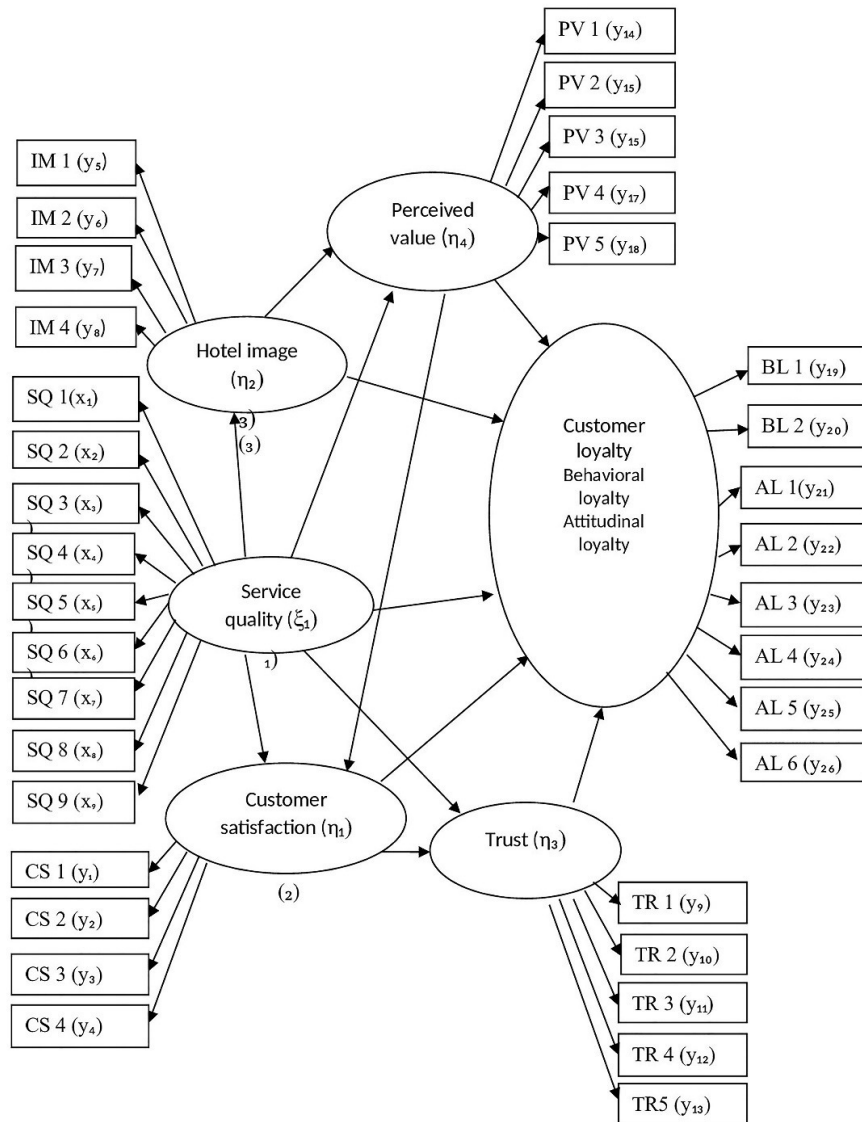 PV 1 (y₁₄)
PV 2 (y₁₅)
PV 3 (y₁₅)
PV 4 (y₁₇)
PV 5 (y₁₈)
Perceived
value (η₄)
IM 1 (y₅)
IM 2 (y₆)
IM 3 (y₇)
IM 4 (y₈)
Hotel image
(η₂)
3)
(₃)
SQ 1(x₁)
SQ 2 (x₂)
SQ 3 (x₃)
)
SQ 4 (x₄)
)
SQ 5 (x₅)
)
SQ 6 (x₆)
)
SQ 7 (x₇)
SQ 8 (x₈)
SQ 9 (x₉)
Service
quality (ξ₁)
₁)
Customer
loyalty
Behavioral
loyalty
Attitudinal
loyalty
BL 1 (y₁₉)
BL 2 (y₂₀)
AL 1(y₂₁)
AL 2 (y₂₂)
AL 3 (y₂₃)
AL 4 (y₂₄)
AL 5 (y₂₅)
AL 6 (y₂₆)
Customer
satisfaction (η₁)
(₂)
Trust (η₃)
CS 1 (y₁)
CS 2 (y₂)
CS 3 (y₃)
CS 4 (y₄)
TR 1 (y₉)
TR 2 (y₁₀)
TR 3 (y₁₁)
TR 4 (y₁₂)
TR5 (y₁₃)